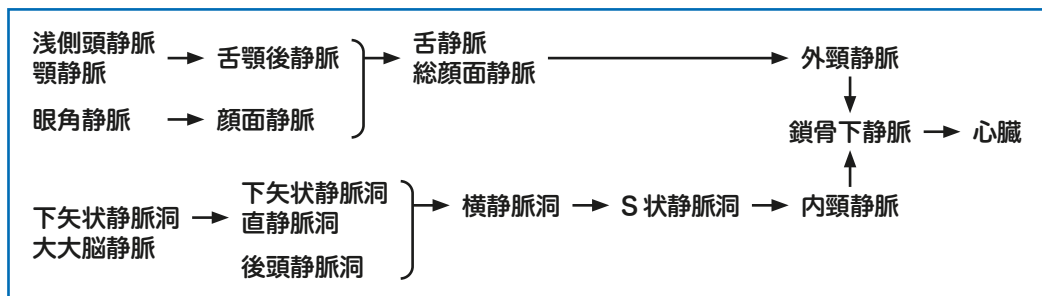 浅側頭静脈
顎静脈
舌顎後静脈
舌静脈
総顔面静脈
外頸静脈
眼角静脈
顔面静脈
鎖骨下静脈
心臓
下矢状静脈洞
大大脳静脈
下矢状静脈洞
直静脈洞
後頭静脈洞
横静脈洞
S状静脈洞
内頸静脈